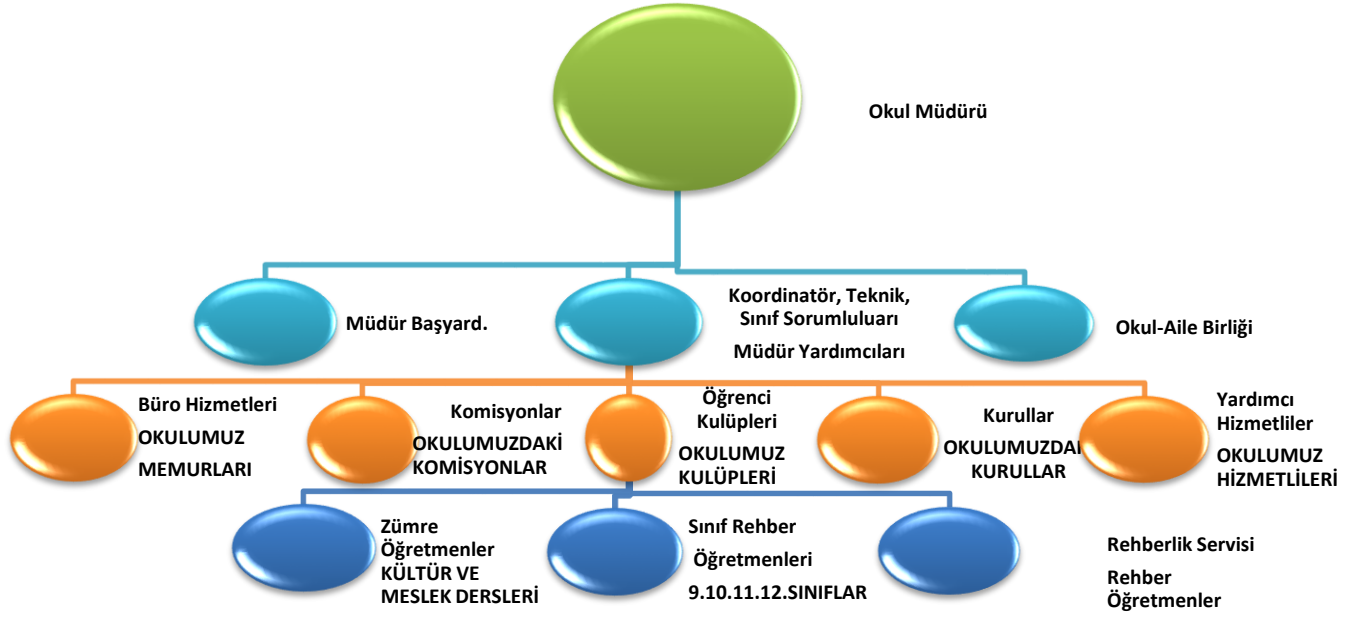 Okul Müdürü
Müdür Başyard.
Koordinatör, Teknik,
Sınıf Sorumluluarı
Müdür Yardımcıları
Okul-Aile Birliği
Büro Hizmetleri
OKULUMUZ
MEMURLARI
Komisyonlar
OKULUMUZDAKİ
KOMİSYONLAR
Öğrenci
Kulüpleri
OKULUMUZ
KULÜPLERİ
Kurullar
OKULUMUZDAK
KURULLAR
Yardımcı
Hizmetliler
OKULUMUZ
HİZMETLİLERİ
Zümre
Öğretmenler
KÜLTÜR VE
MESLEK DERSLERİ
Sınıf Rehber
Öğretmenleri
9.10.11.12.SINIFLAR
Rehberlik Servisi
Rehber
Öğretmenler